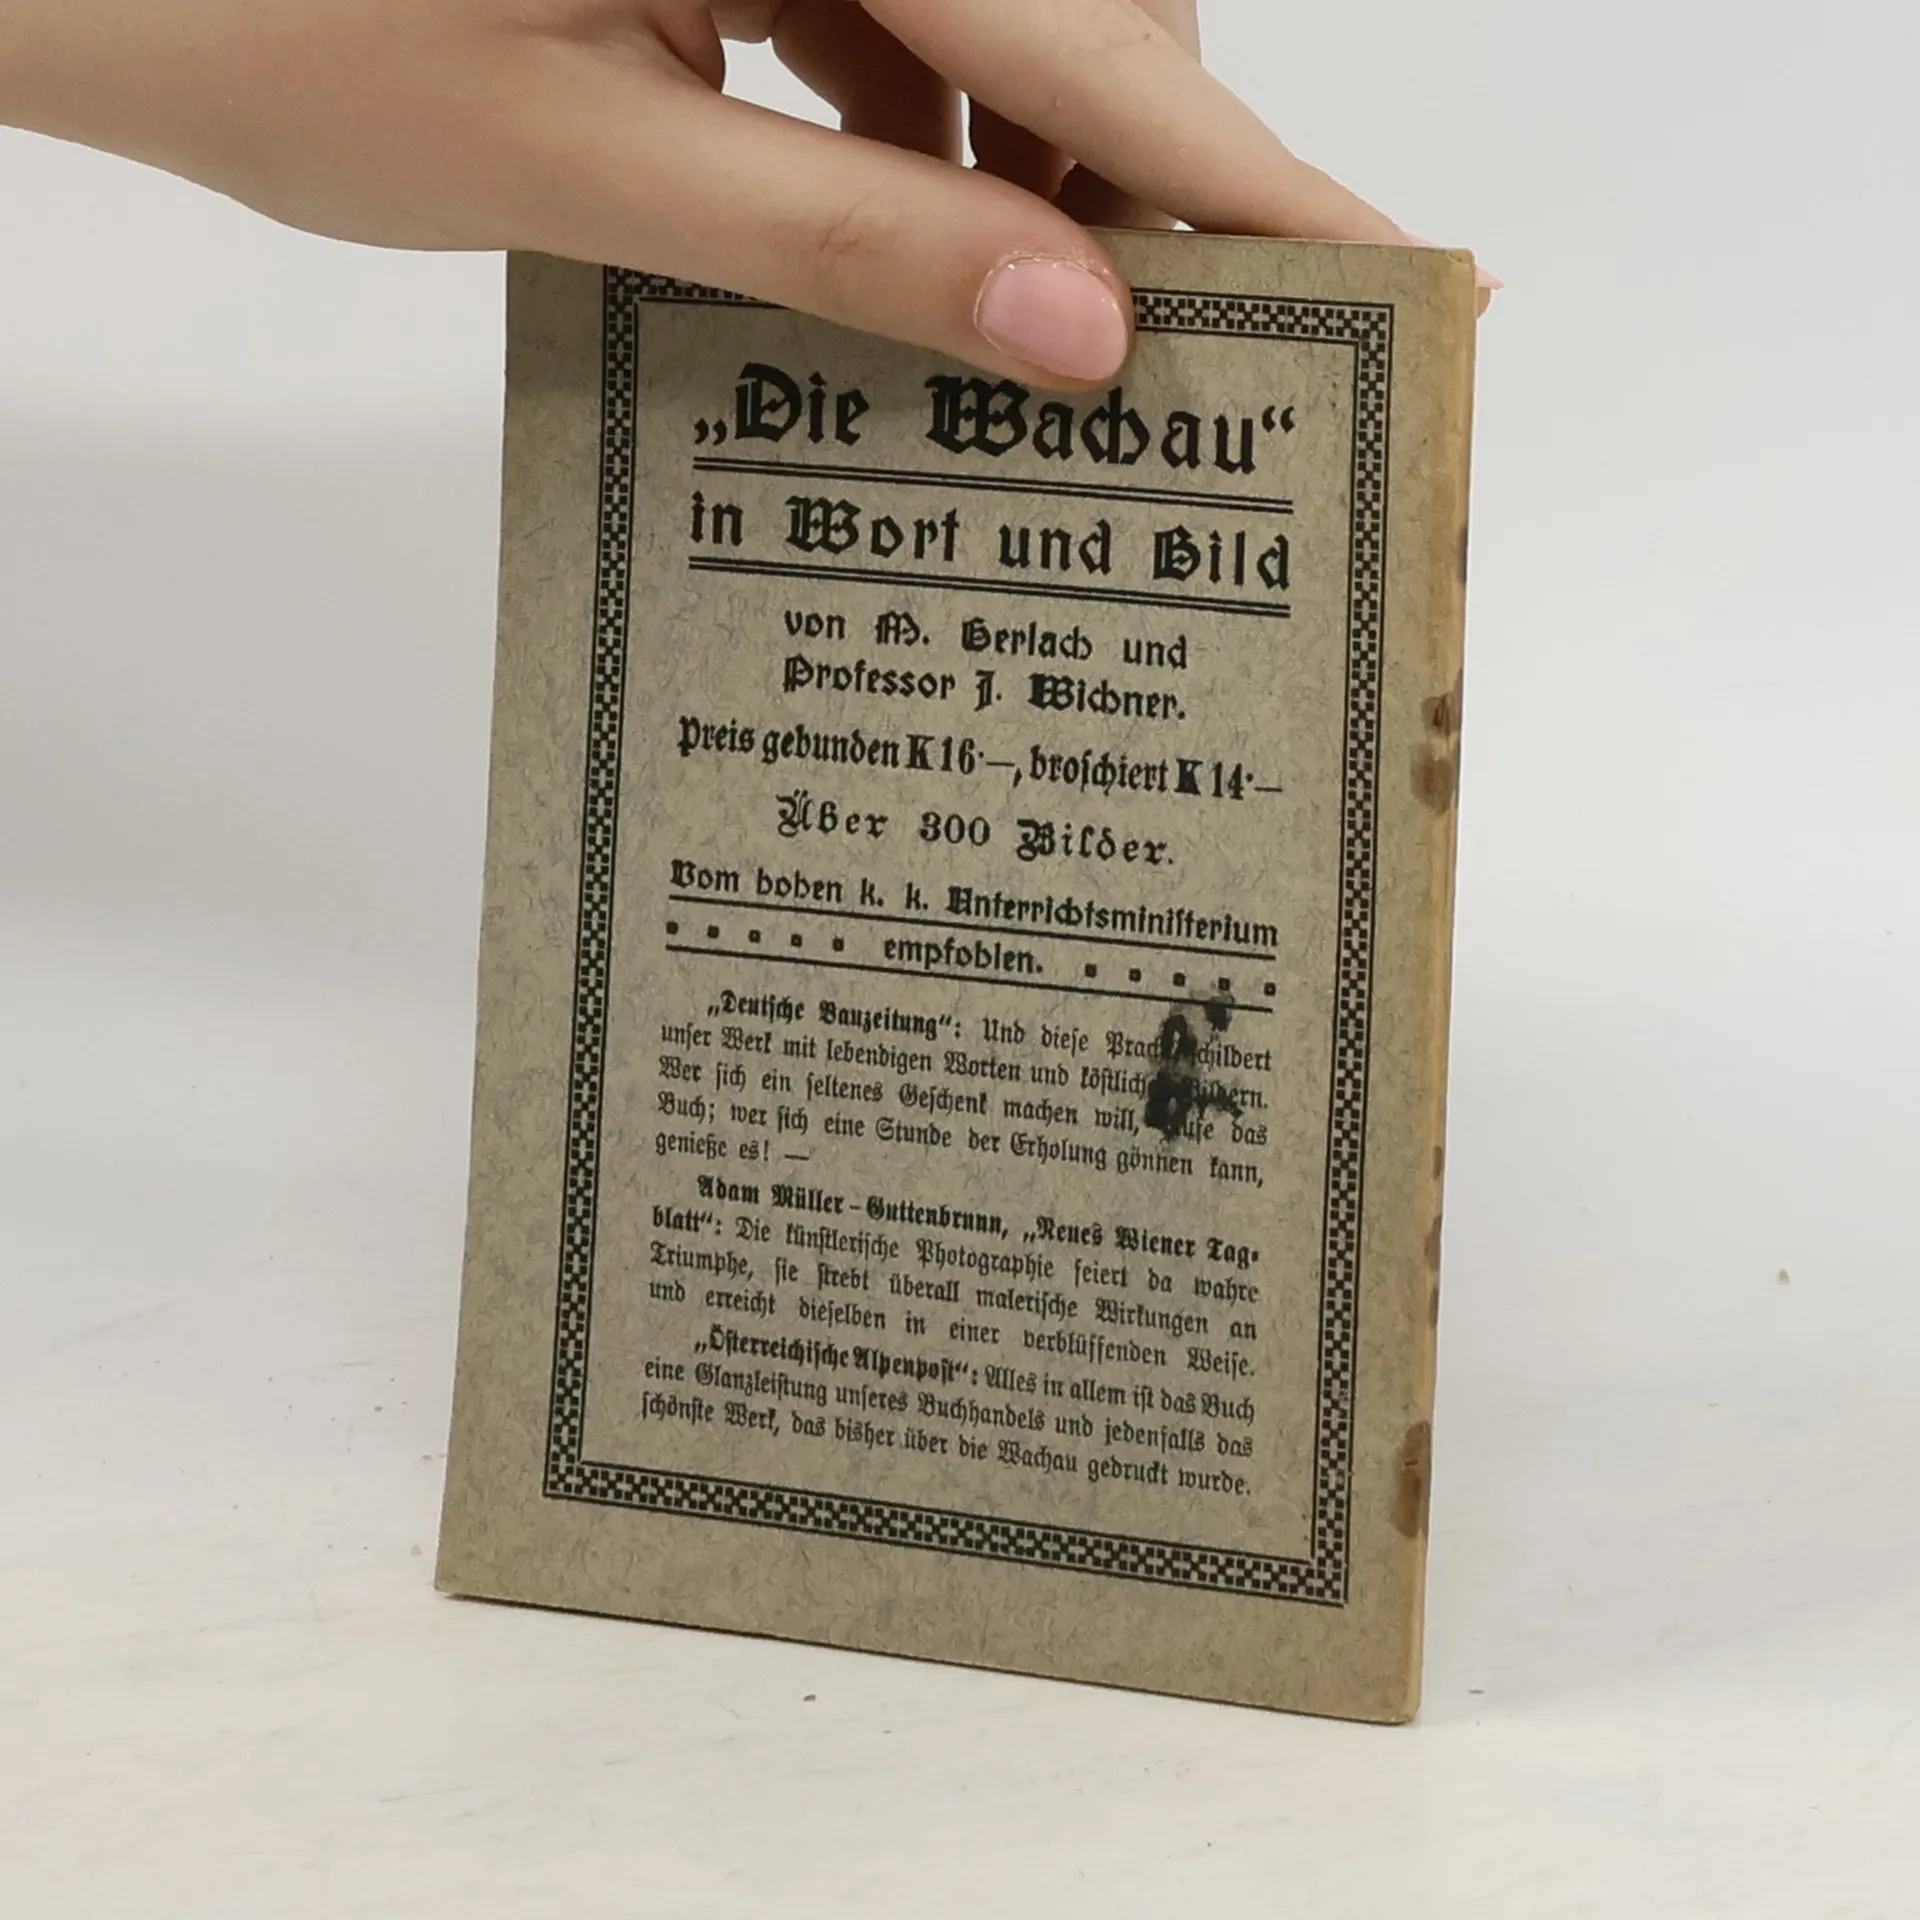 „Die Wachau“
in Wort und Bild
von M. Gerlach und
Professor J. Wichner.
Preis gebunden K 16·—, broschiert K 14·—
Über 300 Bilder.
Vom hohen k. k. Unterrichtsministerium
empfohlen.
„Deutsche Bauzeitung“: Und diese Pracht schildert
unser Werk mit lebendigen Worten und köstlichen Bildern.
Wer sich ein seltenes Geschenk machen will, kaufe das
Buch; wer sich eine Stunde der Erholung gönnen kann,
genieße es! —
Adam Müller-Guttenbrunn, „Neues Wiener Tag-
blatt“: Die künstlerische Photographie feiert da wahre
Triumphe, sie strebt überall malerische Wirkungen an
und erreicht dieselben in einer verblüffenden Weise.
„Österreichische Alpenpost“: Alles in allem ist das Buch
eine Glanzleistung unseres Buchhandels und jedenfalls das
schönste Werk, das bisher über die Wachau gedruckt wurde.